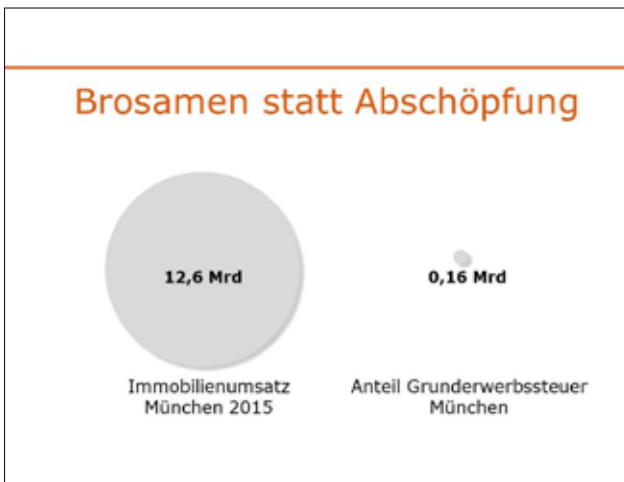 Brosamen statt Abschöpfung
12,6 Mrd
0,16 Mrd
Immobilienumsatz
München 2015
Anteil Grunderwerbssteuer
München